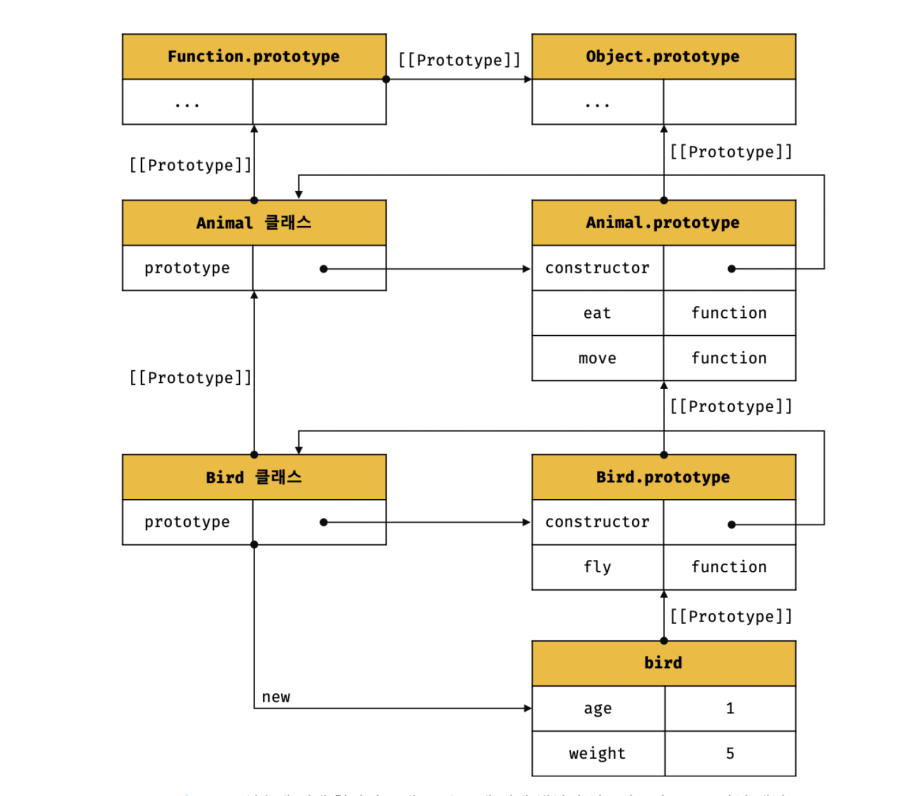 Function.prototype
[[Prototype]]
Object.prototype
...
...
[[Prototype]]
[[Prototype]]
Animal 클래스
Animal.prototype
prototype
constructor
eat
function
move
function
[[Prototype]]
[[Prototype]]
Bird 클래스
Bird.prototype
prototype
constructor
fly
function
[[Prototype]]
bird
new
age
1
weight
5